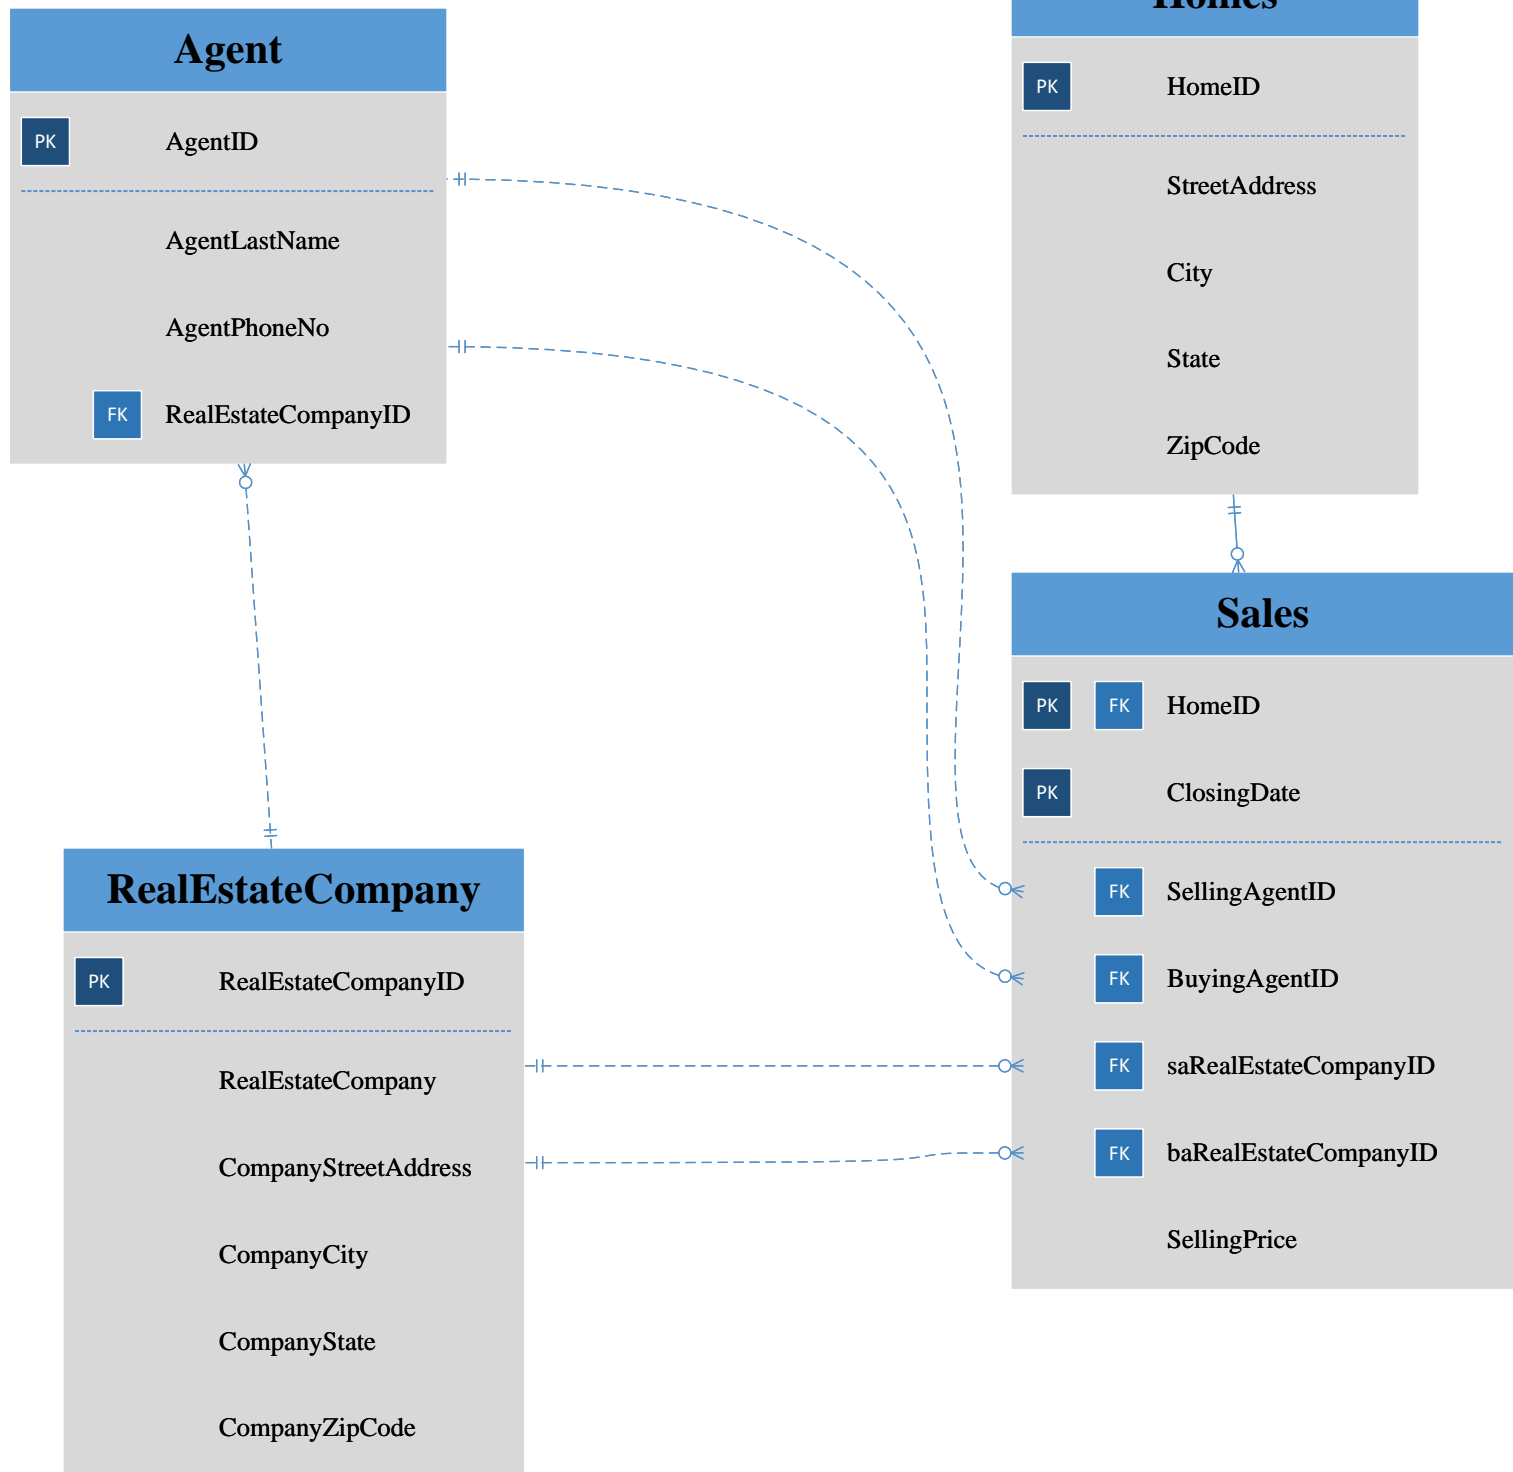 Agent
PK AgentID
AgentLastName
AgentPhoneNo
FK RealEstateCompanyID
Homes
PK HomeID
StreetAddress
City
State
ZipCode
Sales
PK FK HomeID
PK ClosingDate
FK SellingAgentID
FK BuyingAgentID
FK saRealEstateCompanyID
FK baRealEstateCompanyID
SellingPrice
RealEstateCompany
PK RealEstateCompanyID
RealEstateCompany
CompanyStreetAddress
CompanyCity
CompanyState
CompanyZipCode